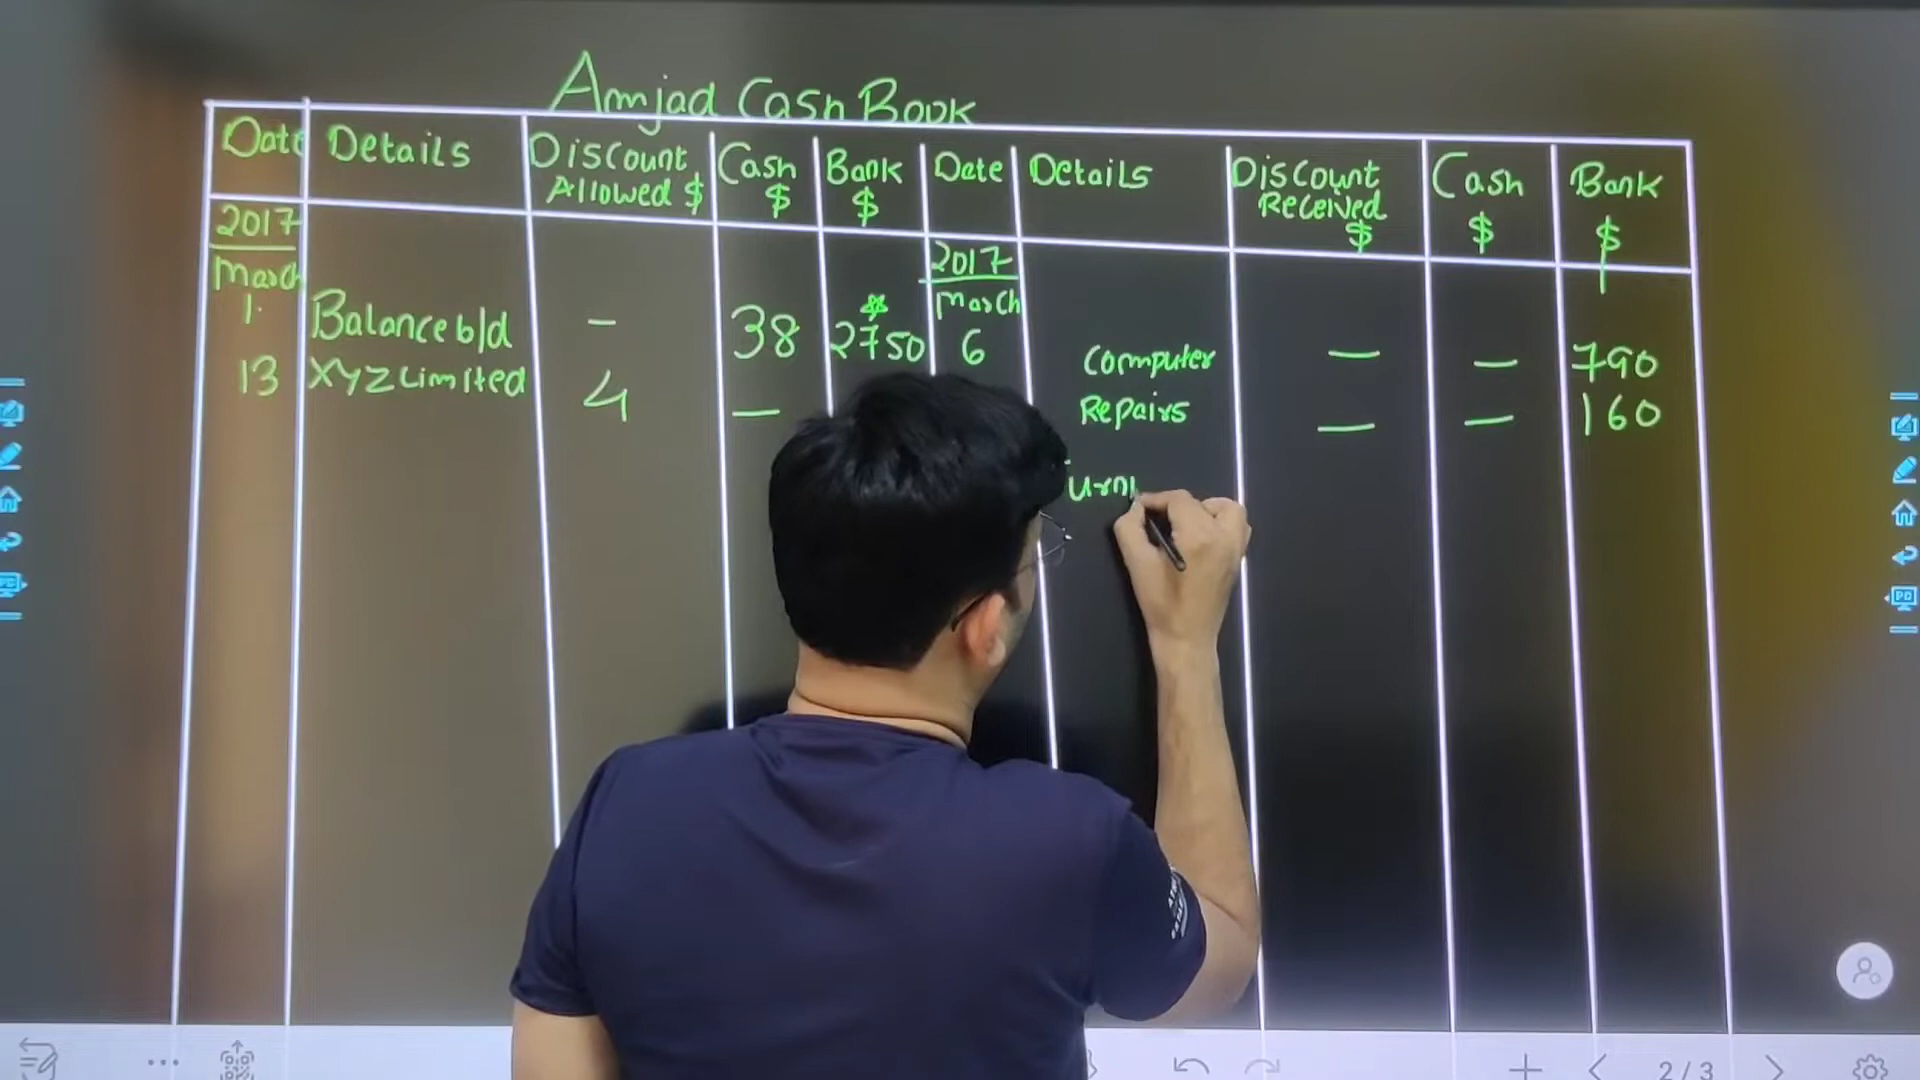 Amjad Cash Book
Date Details Discount Allowed $ Cash $ Bank $ Date Details Discount Received $ Cash $ Bank $
2017
March
1. Balance b/d - 38 2750
13 XYZ Limited 4 —
2017
March
6 Computer — — 790
Repairs — — 160
urni
2/3